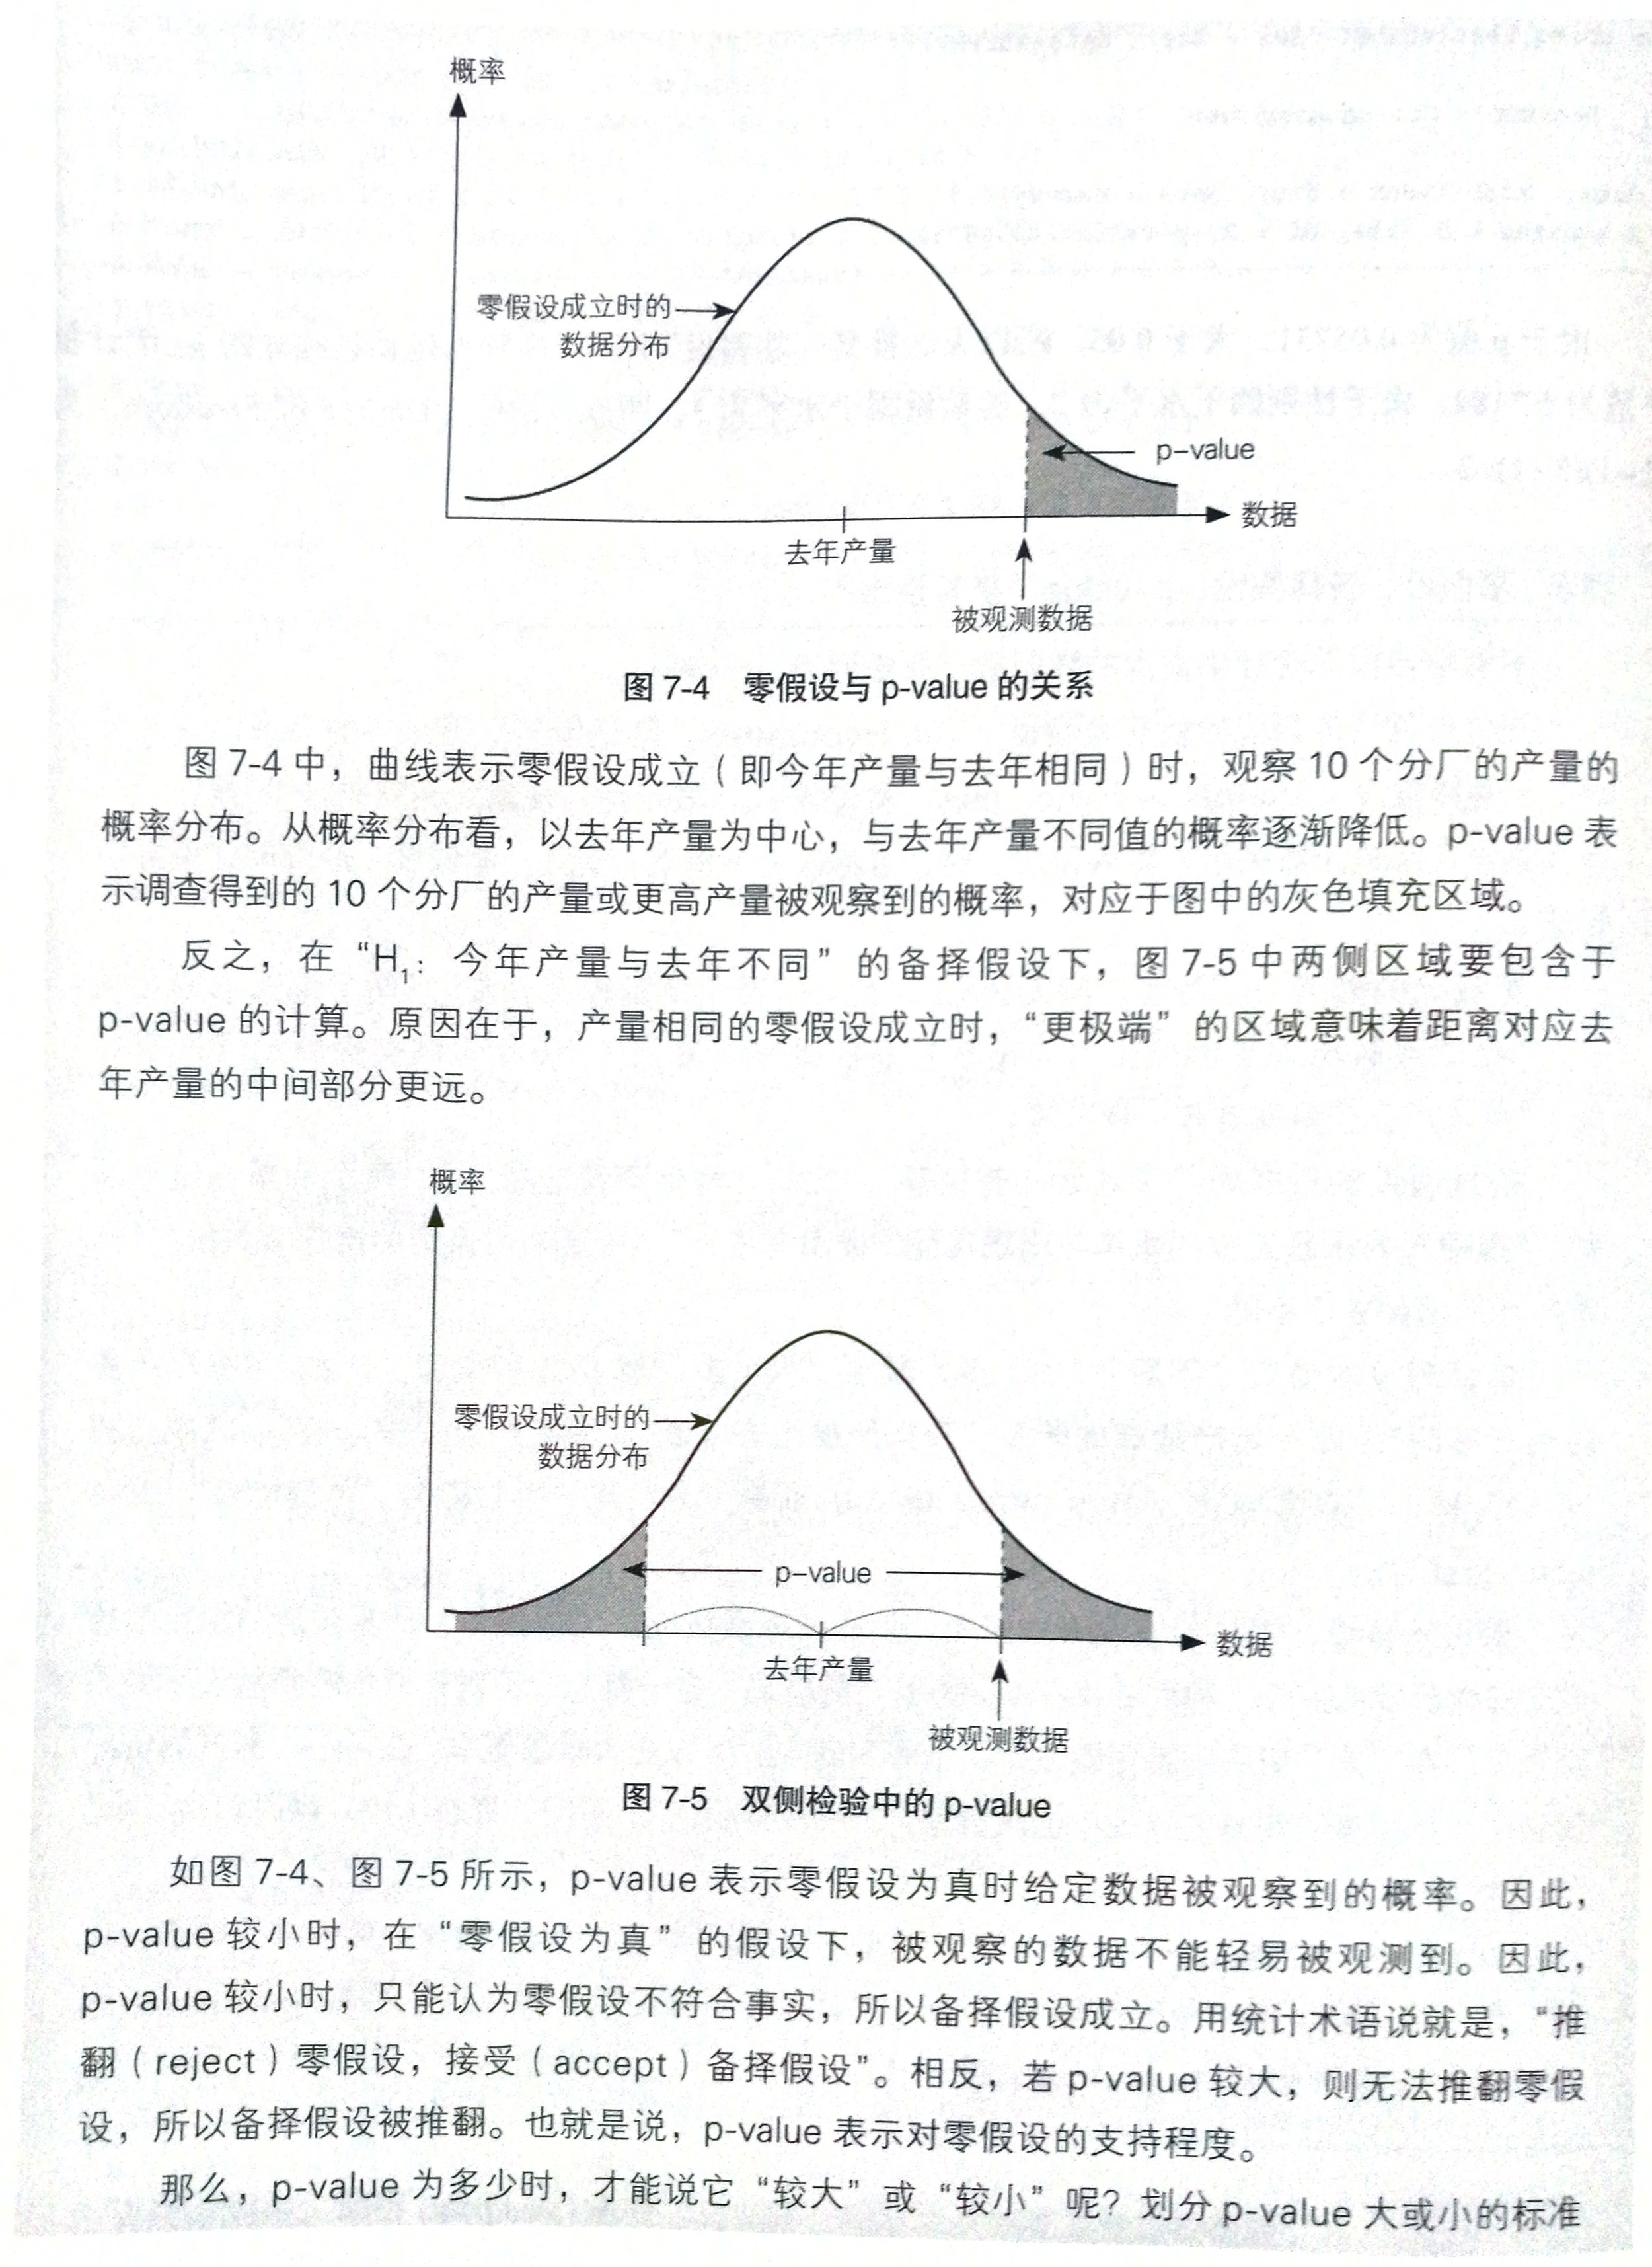 概率
零假设成立时的
数据分布
p-value
数据
去年产量
被观测数据
图 7-4 零假设与 p-value 的关系
图 7-4 中，曲线表示零假设成立（即今年产量与去年相同）时，观察 10 个分厂的产量的
概率分布。从概率分布看，以去年产量为中心，与去年产量不同值的概率逐渐降低。p-value 表
示调查得到的 10 个分厂的产量或更高产量被观察到的概率，对应于图中的灰色填充区域。
反之，在“H₁：今年产量与去年不同”的备择假设下，图 7-5 中两侧区域要包含于
p-value 的计算。原因在于，产量相同的零假设成立时，“更极端”的区域意味着距离对应去
年产量的中间部分更远。
概率
零假设成立时的
数据分布
p-value
数据
去年产量
被观测数据
图 7-5 双侧检验中的 p-value
如图 7-4、图 7-5 所示，p-value 表示零假设为真时给定数据被观察到的概率。因此，
p-value 较小时，在“零假设为真”的假设下，被观察的数据不能轻易被观测到。因此，
p-value 较小时，只能认为零假设不符合事实，所以备择假设成立。用统计术语说就是，“推
翻（reject）零假设，接受（accept）备择假设”。相反，若 p-value 较大，则无法推翻零假
设，所以备择假设被推翻。也就是说，p-value 表示对零假设的支持程度。
那么，p-value 为多少时，才能说它“较大”或“较小”呢？划分 p-value 大或小的标准